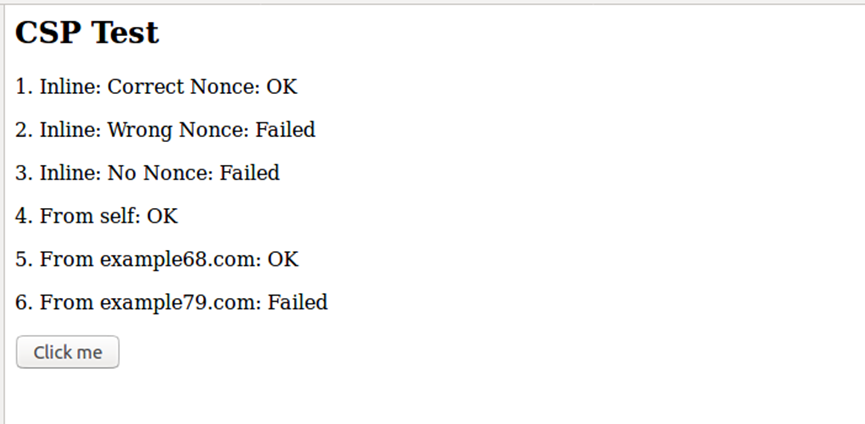 CSP Test
1. Inline: Correct Nonce: OK
2. Inline: Wrong Nonce: Failed
3. Inline: No Nonce: Failed
4. From self: OK
5. From example68.com: OK
6. From example79.com: Failed
Click me